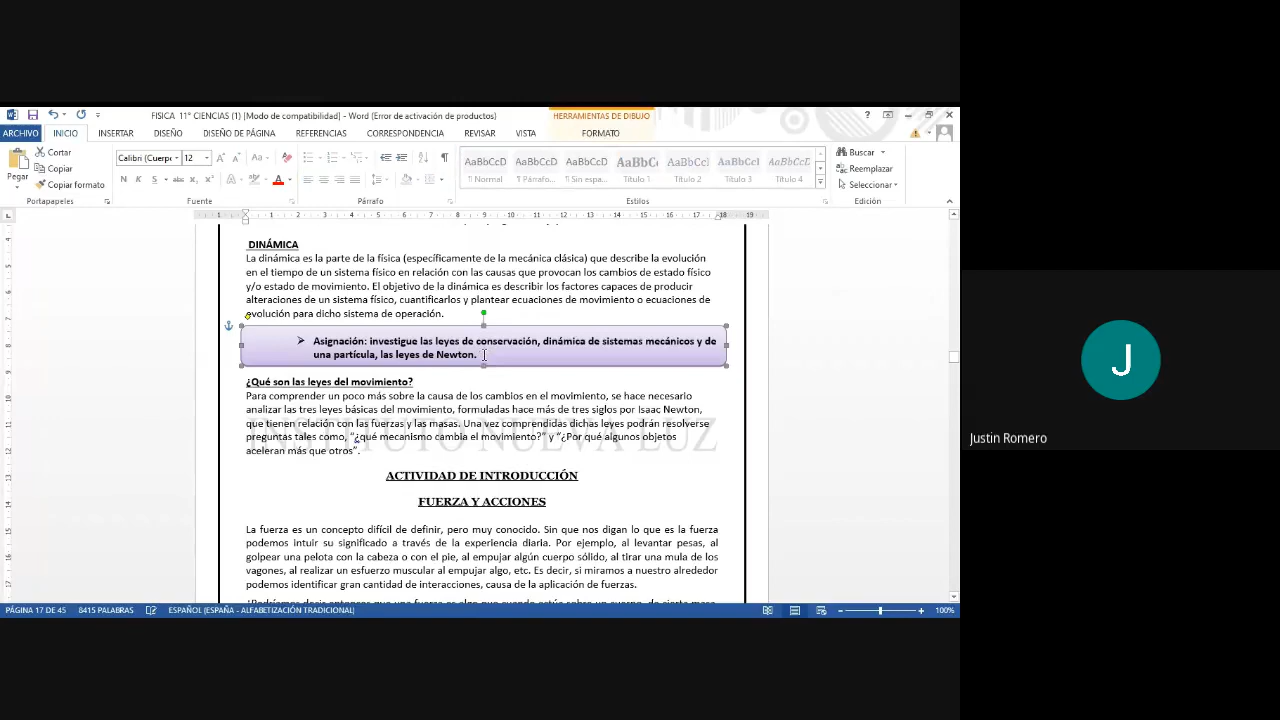 FISICA 11° CIENCIAS (1) [Modo de compatibilidad] - Word (Error de activación de productos)
HERRAMIENTAS DE DIBUJO
ARCHIVO INICIO INSERTAR DISEÑO DISEÑO DE PÁGINA REFERENCIAS CORRESPONDENCIA REVISAR VISTA FORMATO
Pegar
Cortar
Copiar
Copiar formato
Portapapeles
Calibri (Cuerp 12
Fuente
Párrafo
AaBbCcD AaBbCcD AaBbCcD AaBbC AaBbCcI AaBbCcI AaBbCcE
¶ Normal ¶ Párrafo... ¶ Sin espa... Título 1 Título 2 Título 3 Título 4
Estilos
Buscar
Reemplazar
Seleccionar
Edición
DINÁMICA
La dinámica es la parte de la física (específicamente de la mecánica clásica) que describe la evolución
en el tiempo de un sistema físico en relación con las causas que provocan los cambios de estado físico
y/o estado de movimiento. El objetivo de la dinámica es describir los factores capaces de producir
alteraciones de un sistema físico, cuantificarlos y plantear ecuaciones de movimiento o ecuaciones de
evolución para dicho sistema de operación.
➢ Asignación: investigue las leyes de conservación, dinámica de sistemas mecánicos y de
una partícula, las leyes de Newton.
¿Qué son las leyes del movimiento?
Para comprender un poco más sobre la causa de los cambios en el movimiento, se hace necesario
analizar las tres leyes básicas del movimiento, formuladas hace más de tres siglos por Isaac Newton,
que tienen relación con las fuerzas y las masas. Una vez comprendidas dichas leyes podrán resolverse
preguntas tales como, “¿qué mecanismo cambia el movimiento?” y “¿Por qué algunos objetos
aceleran más que otros”.
INSTITUTO NUEVA LUZ
ACTIVIDAD DE INTRODUCCIÓN
FUERZA Y ACCIONES
La fuerza es un concepto difícil de definir, pero muy conocido. Sin que nos digan lo que es la fuerza
podemos intuir su significado a través de la experiencia diaria. Por ejemplo, al levantar pesas, al
golpear una pelota con la cabeza o con el pie, al empujar algún cuerpo sólido, al tirar una mula de los
vagones, al realizar un esfuerzo muscular al empujar algo, etc. Es decir, si miramos a nuestro alrededor
podemos identificar gran cantidad de interacciones, causa de la aplicación de fuerzas.
PÁGINA 17 DE 45 8415 PALABRAS ESPAÑOL (ESPAÑA - ALFABETIZACIÓN TRADICIONAL) 100%
J
Justin Romero